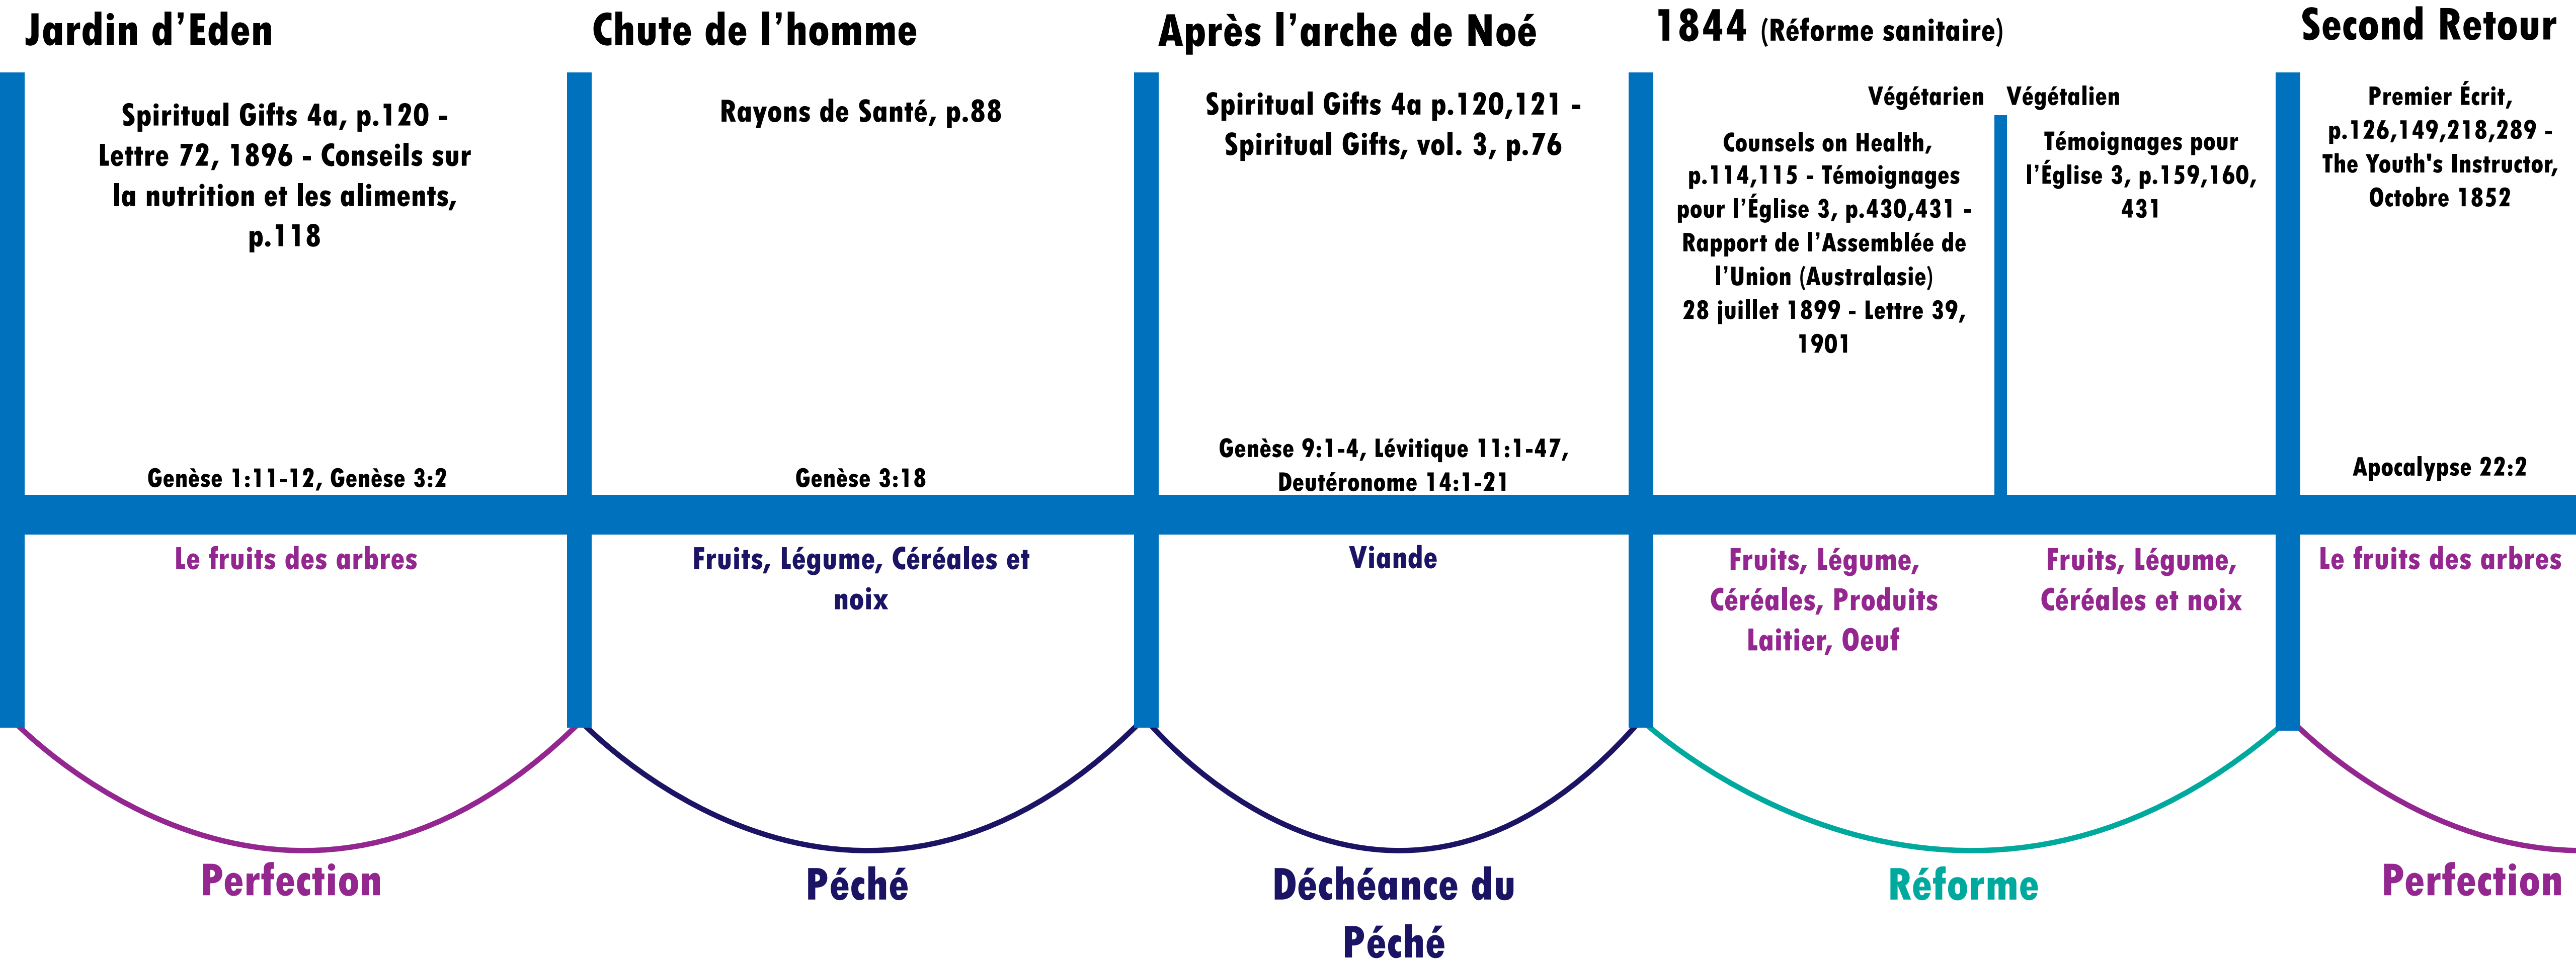 Jardin d’Eden
Spiritual Gifts 4a, p.120 -
Lettre 72, 1896 - Conseils sur
la nutrition et les aliments,
p.118
Genèse 1:11-12, Genèse 3:2
Le fruits des arbres
Perfection
Chute de l’homme
Rayons de Santé, p.88
Genèse 3:18
Fruits, Légume, Céréales et
noix
Péché
Après l’arche de Noé
Spiritual Gifts 4a p.120,121 -
Spiritual Gifts, vol. 3, p.76
Genèse 9:1-4, Lévitique 11:1-47,
Deutéronome 14:1-21
Viande
Déchéance du
Péché
1844 (Réforme sanitaire)
Végétarien
Counsels on Health,
p.114,115 - Témoignages
pour l’Église 3, p.430,431 -
Rapport de l’Assemblée de
l’Union (Australasie)
28 juillet 1899 - Lettre 39,
1901
Fruits, Légume,
Céréales, Produits
Laitier, Oeuf
Végétalien
Témoignages pour
l’Église 3, p.159,160,
431
Fruits, Légume,
Céréales et noix
Réforme
Second Retour
Premier Écrit,
p.126,149,218,289 -
The Youth's Instructor,
Octobre 1852
Apocalypse 22:2
Le fruits des arbres
Perfection